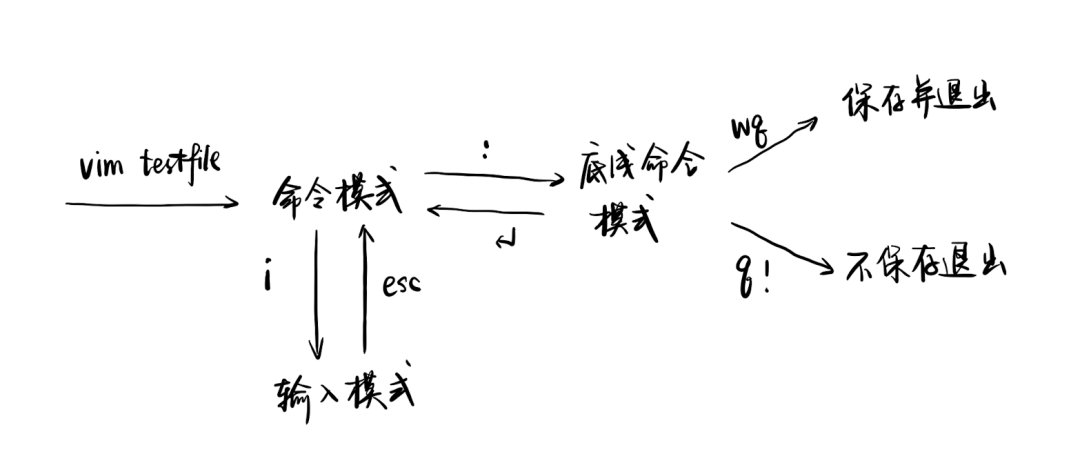 vim testfile
命令模式
:
↵
底线命令
模式
wq
保存并退出
q!
不保存退出
i
esc
输入模式